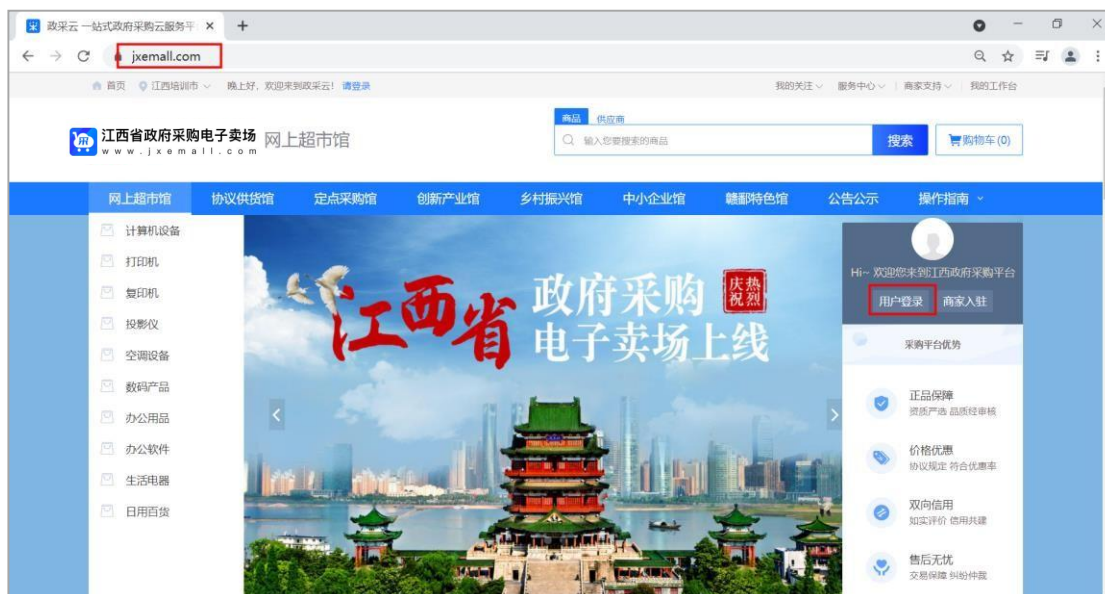 政采云 一站式政府采购云服务平
jxemall.com
首页 江西培训市 晚上好，欢迎来到政采云！ 请登录 我的关注 服务中心 商家支持 我的工作台
商品 供应商
江西省政府采购电子卖场
www.jxemall.com
网上超市馆
输入您要搜索的商品 搜索 购物车(0)
网上超市馆 协议供货馆 定点采购馆 创新产业馆 乡村振兴馆 中小企业馆 赣鄱特色馆 公告公示 操作指南
计算机设备
打印机
复印机
投影仪
空调设备
数码产品
办公用品
办公软件
生活电器
日用百货
江西省
政府采购
电子卖场上线
热烈
庆祝
Hi~ 欢迎您来到江西政府采购平台
用户登录 商家入驻
采购平台优势
正品保障
资质严选 品质经审核
价格优惠
协议规定 符合优惠率
双向信用
如实评价 信用共建
售后无忧
交易保障 纠纷仲裁